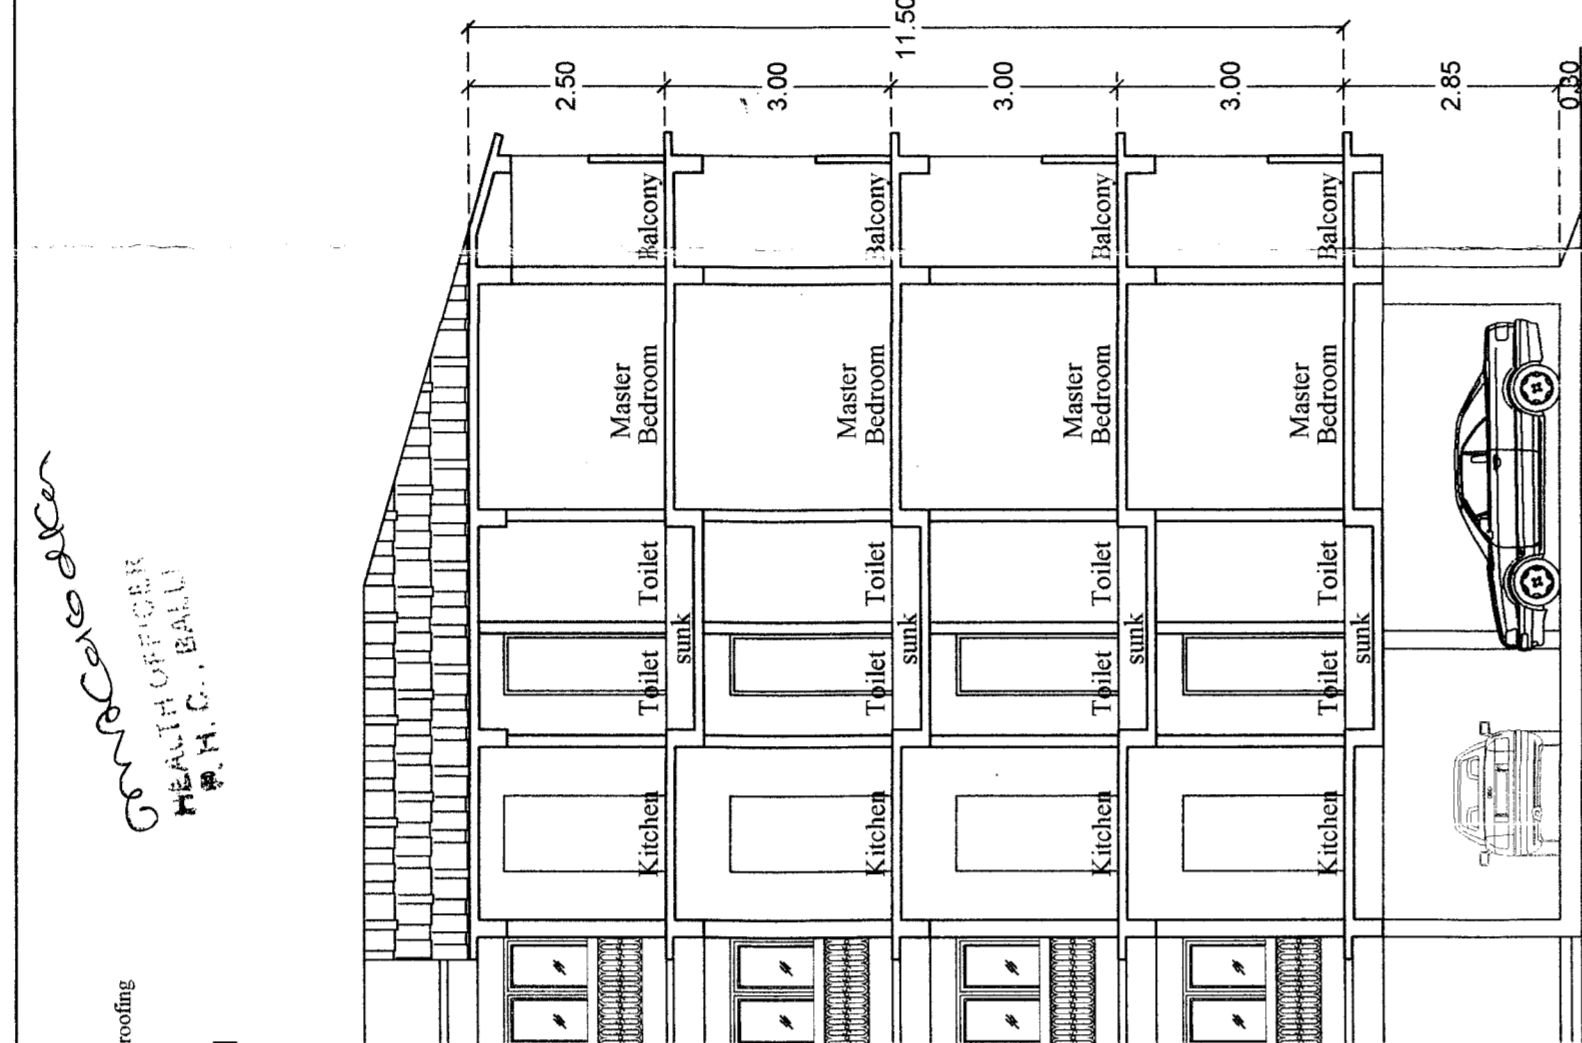 HEALTH OFFICER
P. H. C., BALLI
roofing
11.50
2.50
3.00
3.00
3.00
2.85
0.30
Balcony
Master
Bedroom
Toilet
Toilet
sunk
Kitchen
Balcony
Master
Bedroom
Toilet
Toilet
sunk
Kitchen
Balcony
Master
Bedroom
Toilet
Toilet
sunk
Kitchen
Balcony
Master
Bedroom
Toilet
Toilet
sunk
Kitchen